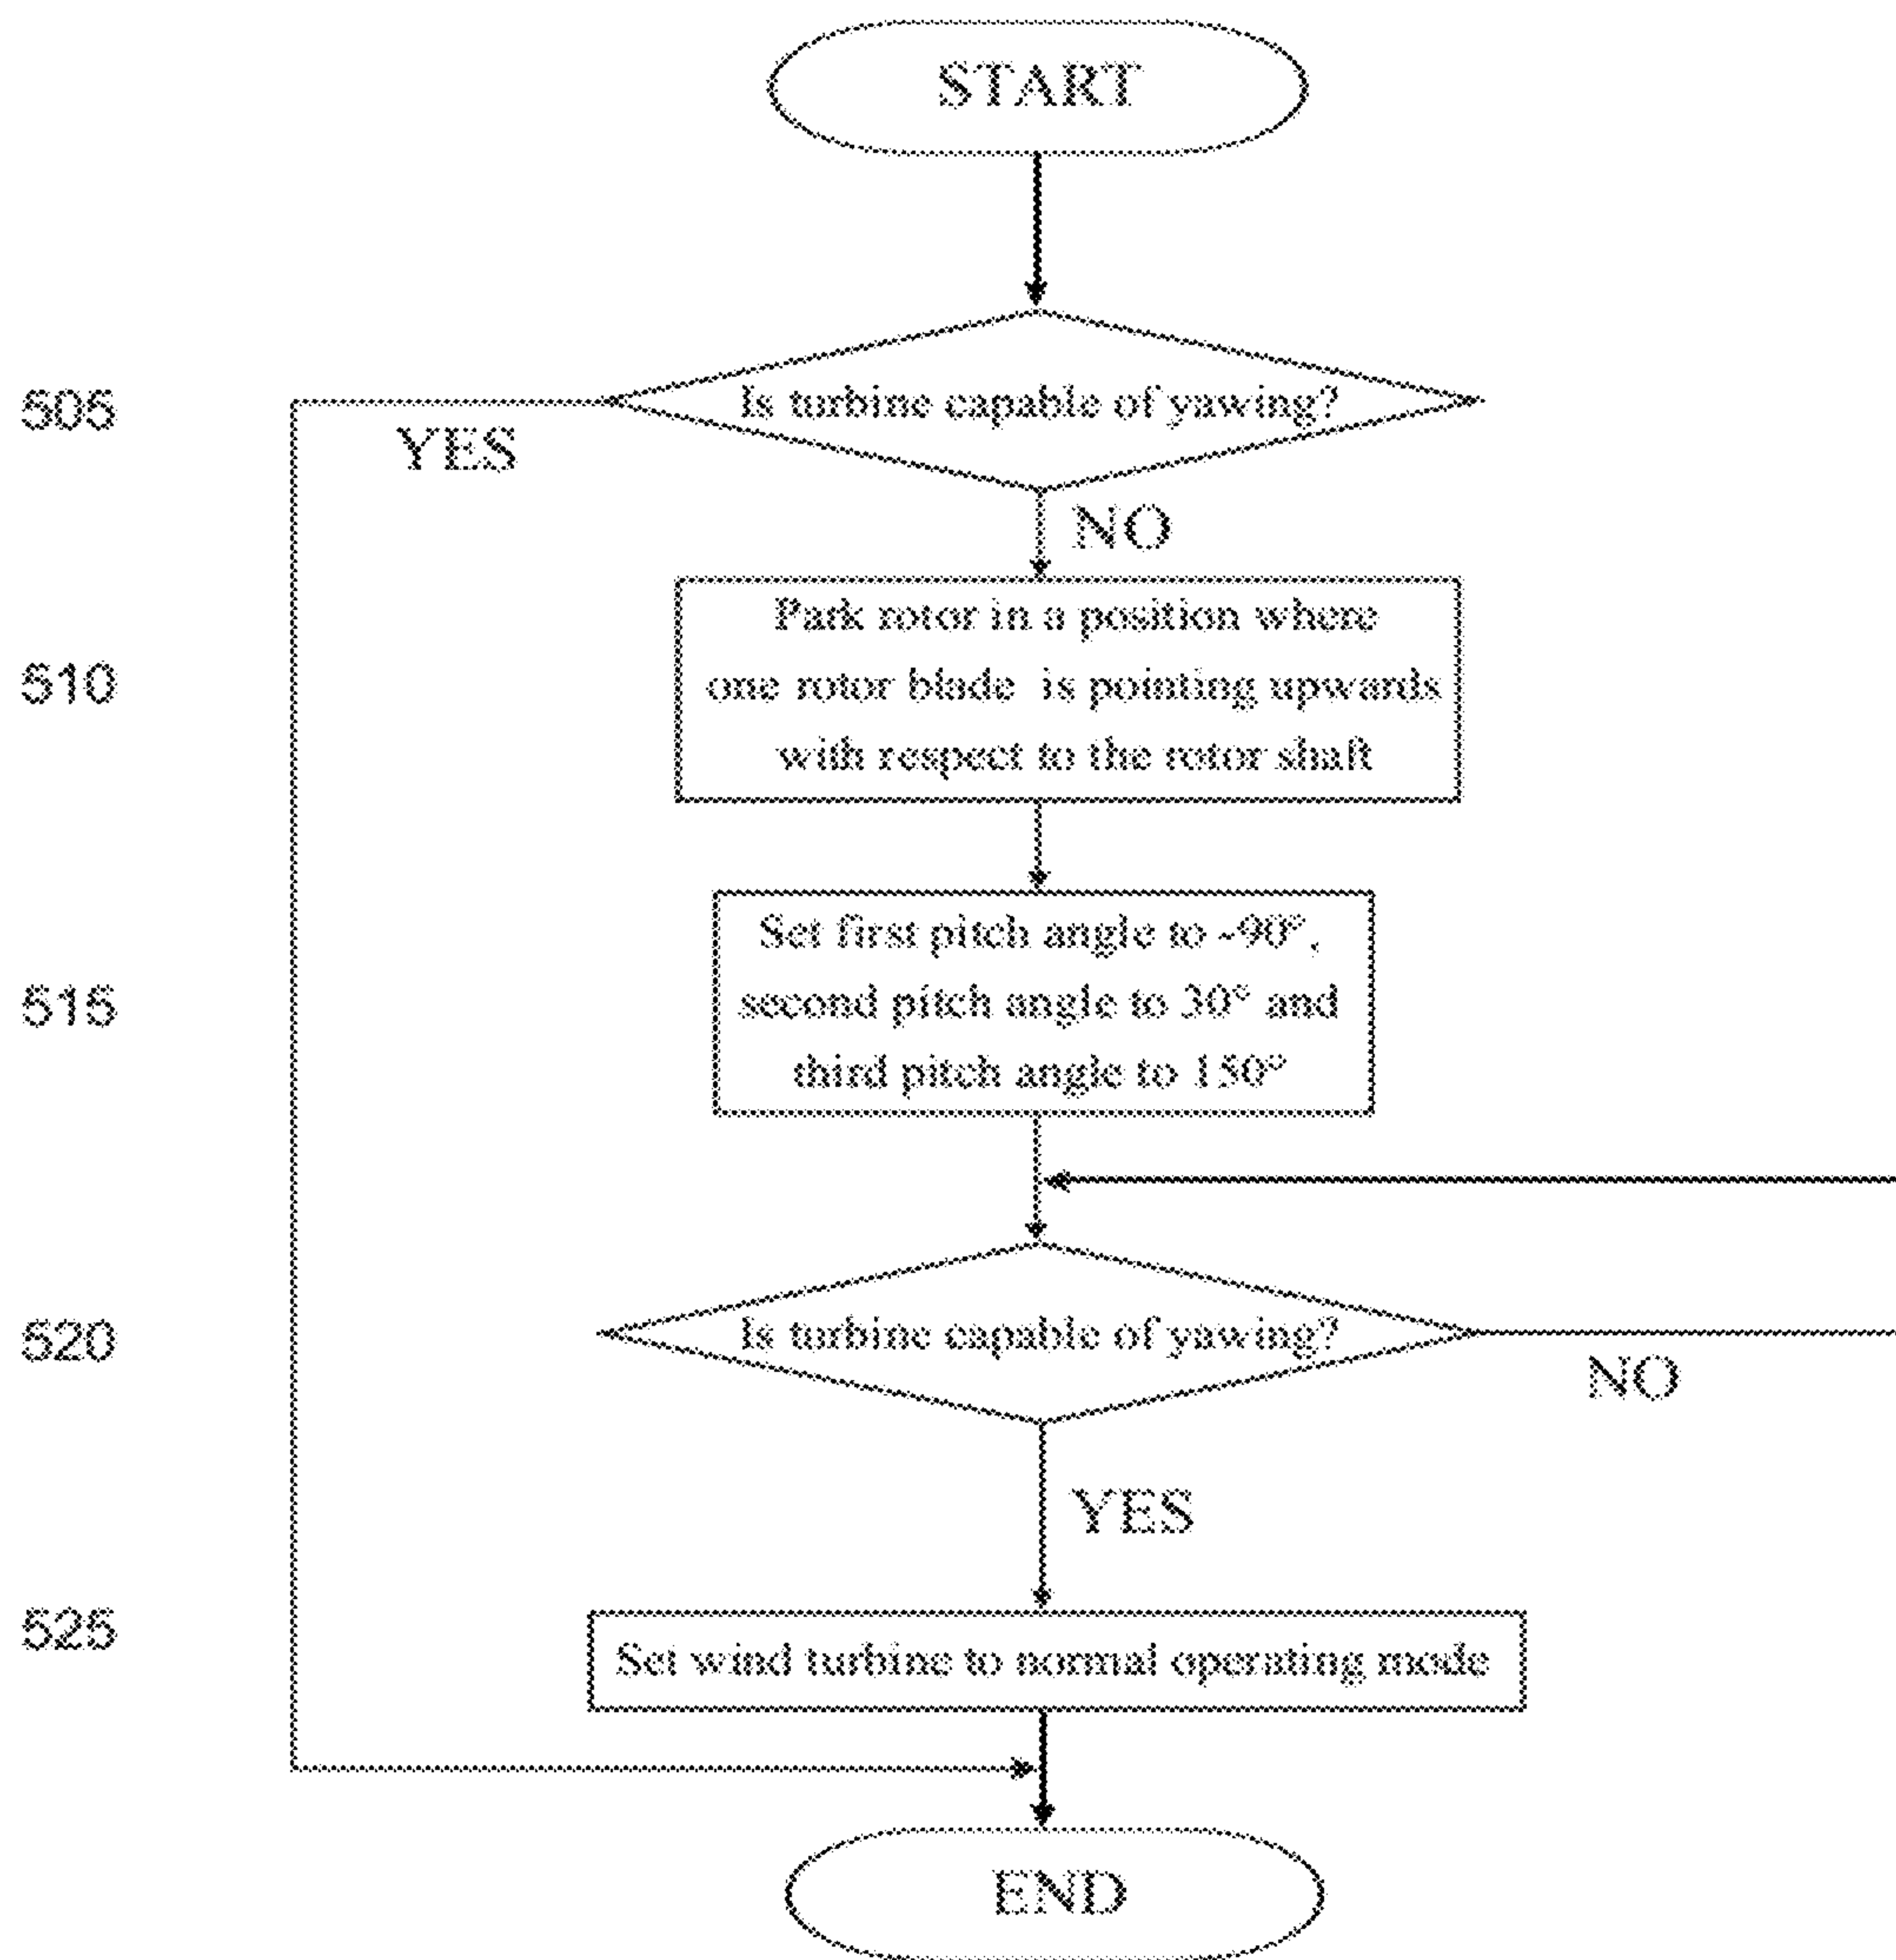 START
505
Is turbine capable of yawing?
YES
NO
510
Park rotor in a position where
one rotor blade is pointing upwards
with respect to the rotor shaft
515
Set first pitch angle to -90°,
second pitch angle to 30° and
third pitch angle to 150°
520
Is turbine capable of yawing?
NO
YES
525
Set wind turbine to normal operating mode
END